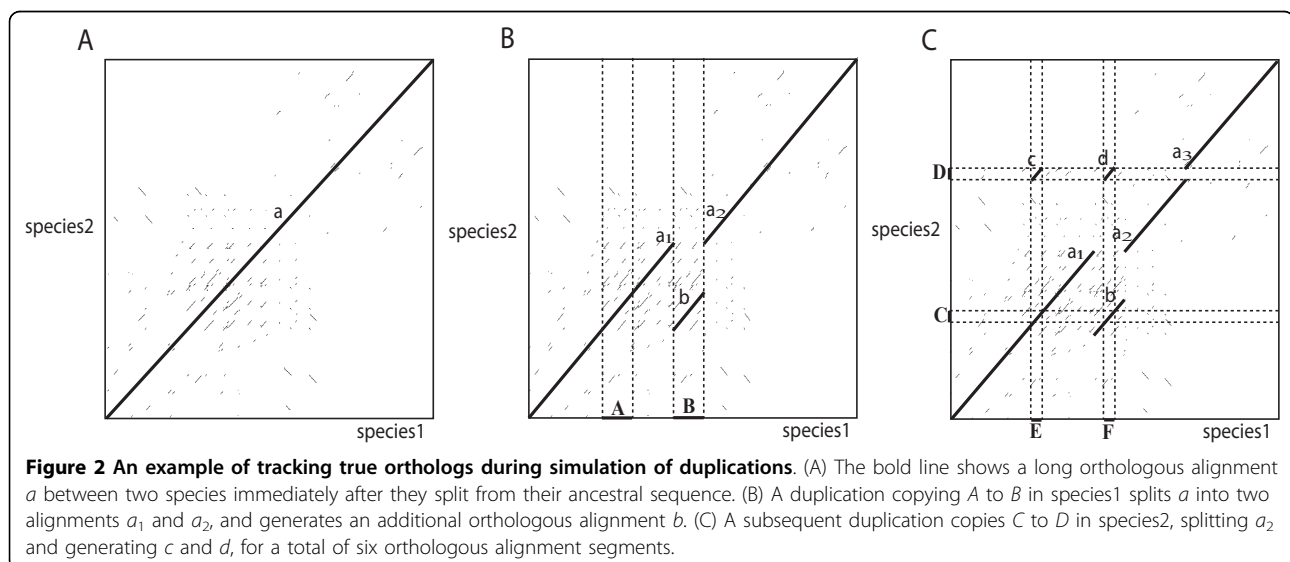 A
B
C
a
species2
species1
a1
a2
b
A
B
species2
species1
c
d
a3
D
a1
a2
b
C
E
F
species2
species1
Figure 2 An example of tracking true orthologs during simulation of duplications. (A) The bold line shows a long orthologous alignment
a between two species immediately after they split from their ancestral sequence. (B) A duplication copying A to B in species1 splits a into two
alignments a1 and a2, and generates an additional orthologous alignment b. (C) A subsequent duplication copies C to D in species2, splitting a2
and generating c and d, for a total of six orthologous alignment segments.